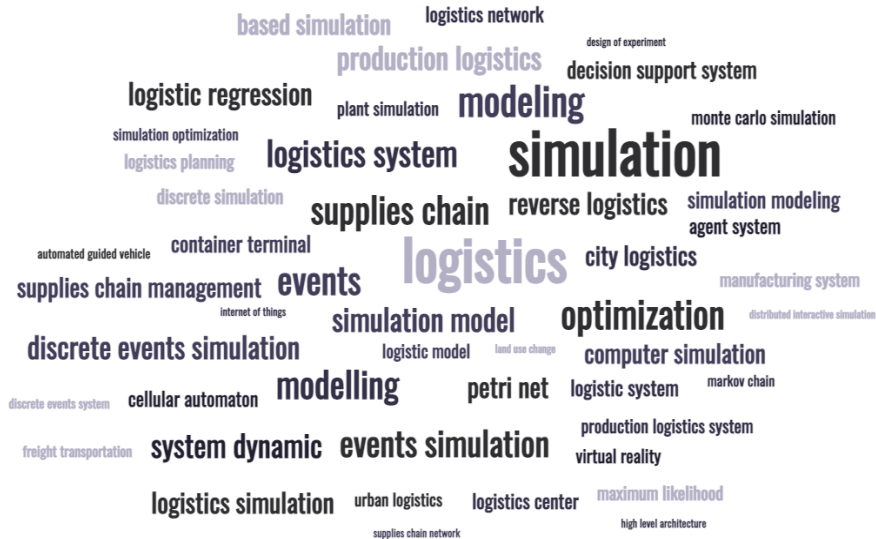 logistics network
based simulation
design of experiment
production logistics
decision support system
logistic regression
plant simulation
modeling
monte carlo simulation
simulation optimization
logistics planning
logistics system
simulation
discrete simulation
supplies chain
reverse logistics
simulation modeling
agent system
automated guided vehicle
container terminal
logistics
city logistics
supplies chain management
events
manufacturing system
internet of things
simulation model
optimization
distributed interactive simulation
discrete events simulation
logistic model
land use change
computer simulation
discrete events system
cellular automaton
modelling
petri net
logistic system
markov chain
production logistics system
freight transportation
system dynamic
events simulation
virtual reality
logistics simulation
urban logistics
logistics center
maximum likelihood
high level architecture
supplies chain network